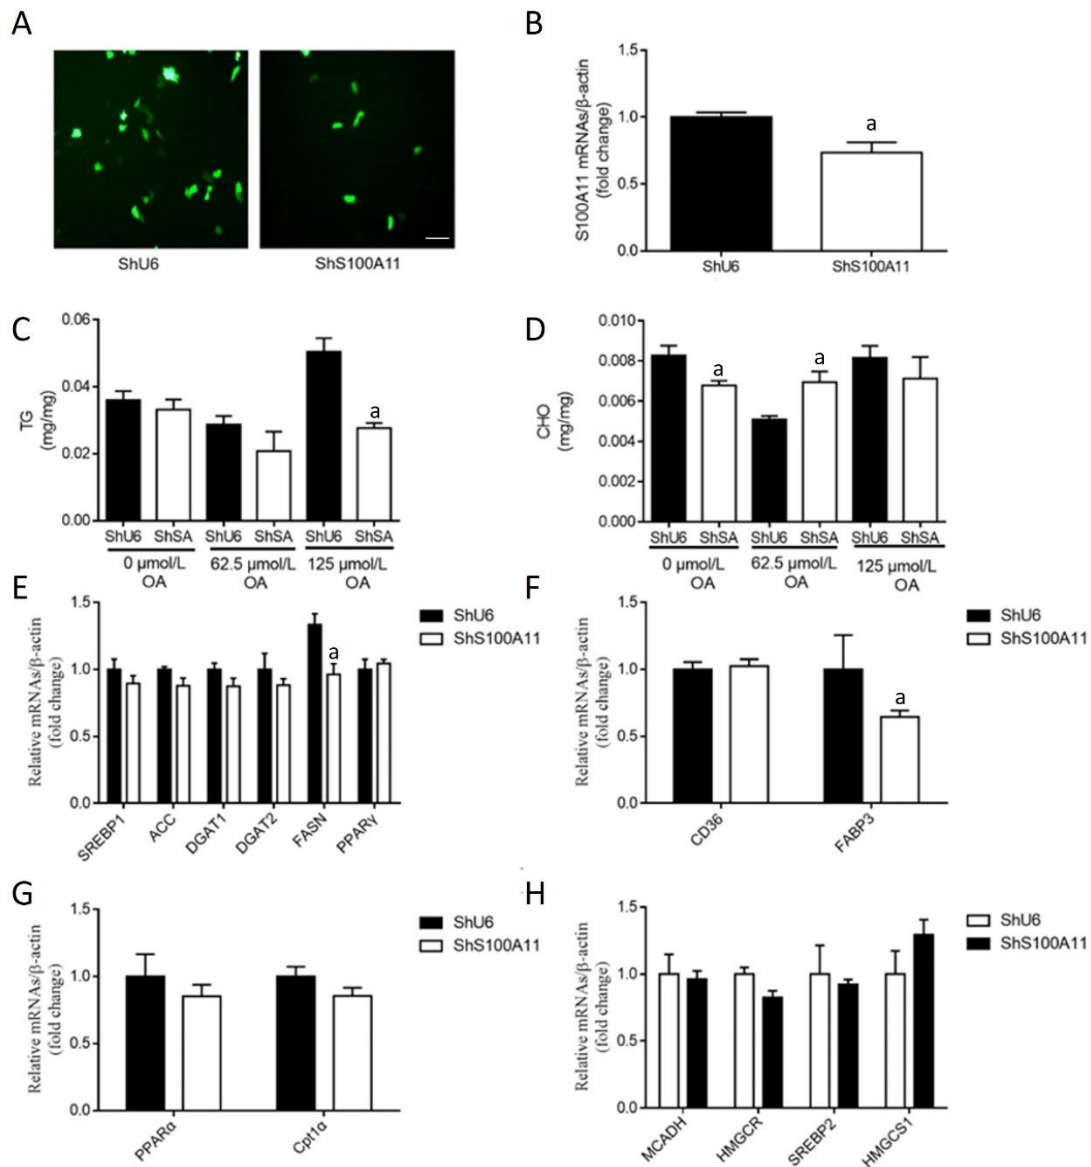 A
ShU6
ShS100A11
B
S100A11 mRNAs/β-actin
(fold change)
1.5
1.0
0.5
0.0
a
ShU6
ShS100A11
C
TG
(mg/mg)
0.06
0.04
0.02
0.00
a
ShU6 ShSA ShU6 ShSA ShU6 ShSA
0 μmol/L 62.5 μmol/L 125 μmol/L
OA OA OA
D
CHO
(mg/mg)
0.010
0.008
0.006
0.004
0.002
0.000
a a
ShU6 ShSA ShU6 ShSA ShU6 ShSA
0 μmol/L 62.5 μmol/L 125 μmol/L
OA OA OA
E
Relative mRNAs/β-actin
(fold change)
1.5
1.0
0.5
0.0
a
ShU6
ShS100A11
SREBP1 ACC DGAT1 DGAT2 FASN PPARγ
F
Relative mRNAs/β-actin
(fold change)
1.5
1.0
0.5
0.0
a
ShU6
ShS100A11
CD36 FABP3
G
Relative mRNAs/β-actin
(fold change)
1.5
1.0
0.5
0.0
ShU6
ShS100A11
PPARα Cpt1α
H
Relative mRNAs/β-actin
(fold change)
1.5
1.0
0.5
0.0
ShU6
ShS100A11
MCADH HMGCR SREBP2 HMGCS1